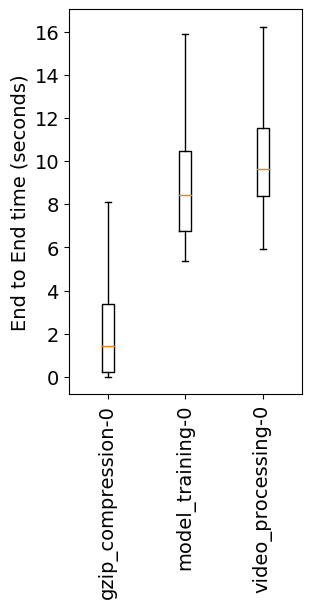 End to End time (seconds)
16
14
12
10
8
6
4
2
0
gzip_compression-0
model_training-0
video_processing-0